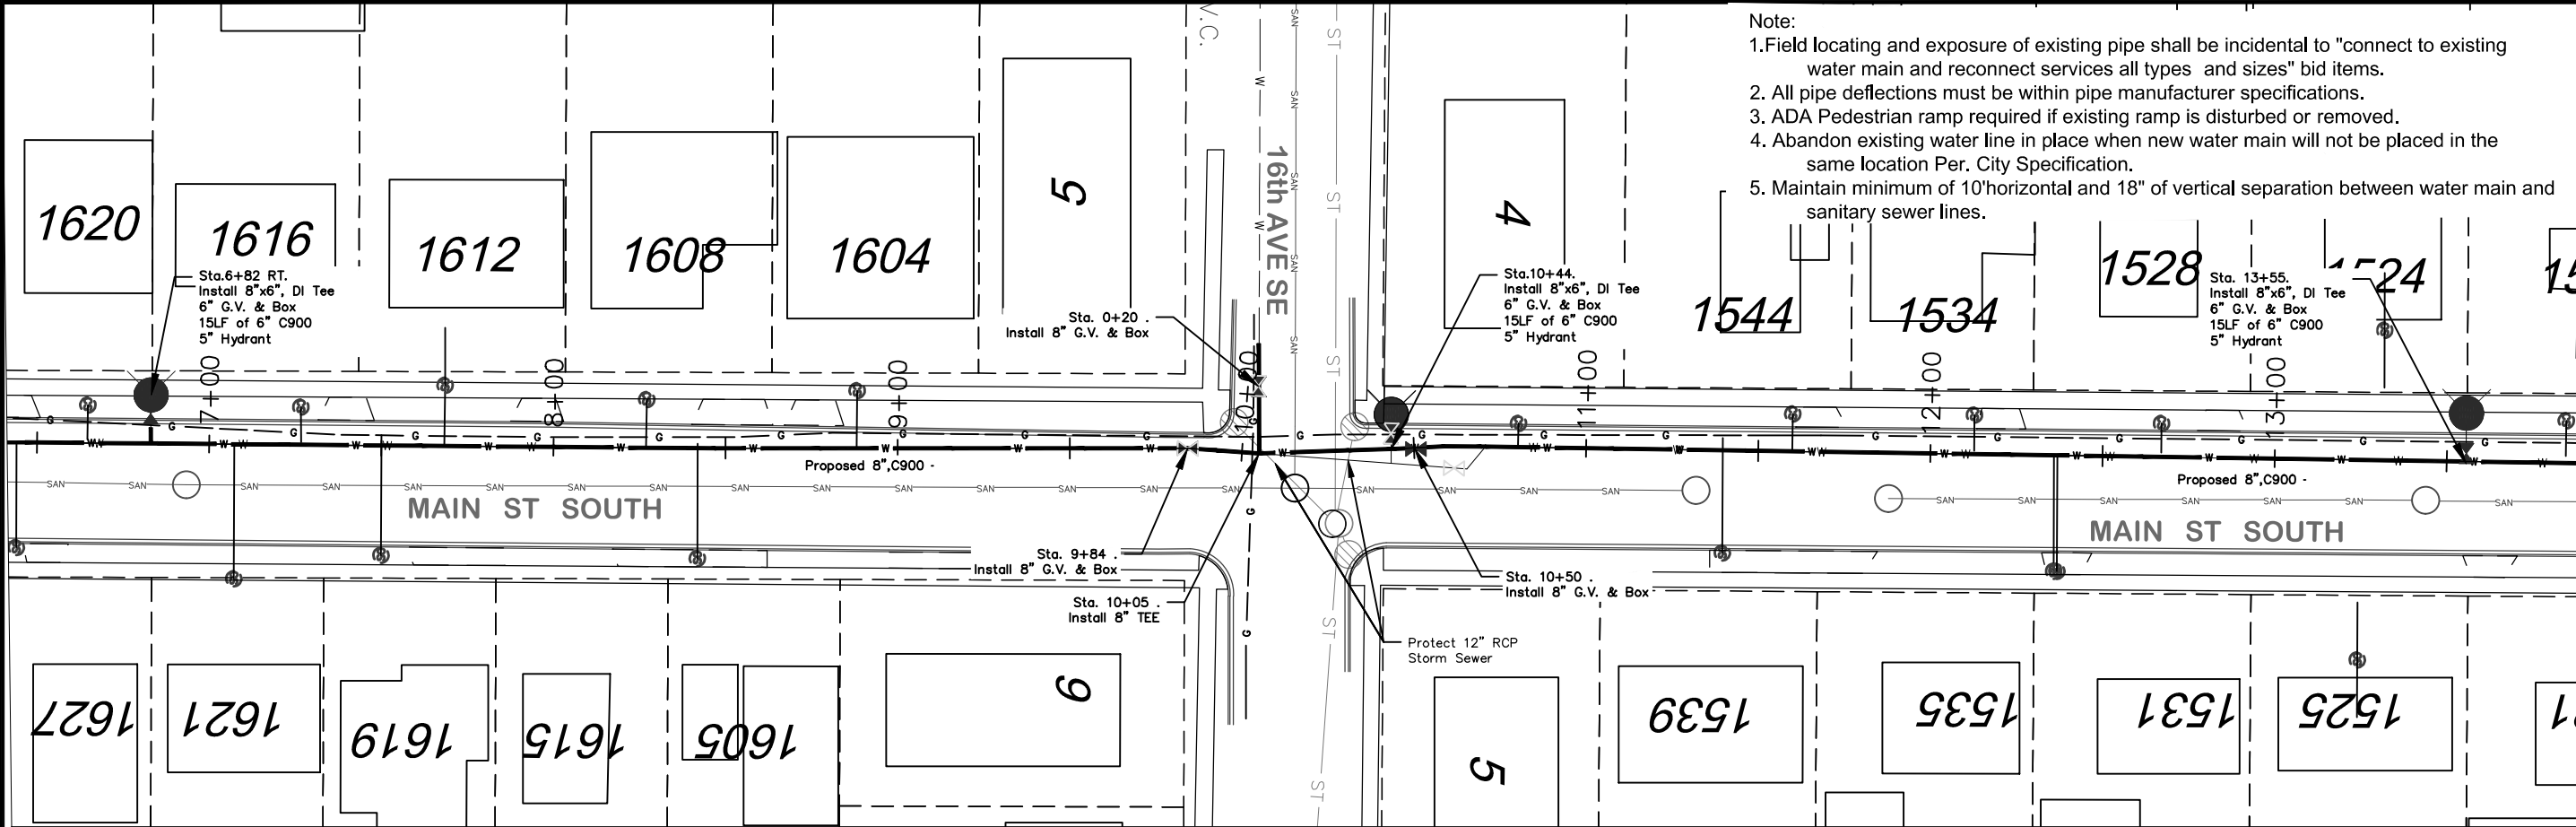 Note:
1.Field locating and exposure of existing pipe shall be incidental to "connect to existing
water main and reconnect services all types and sizes" bid items.
2. All pipe deflections must be within pipe manufacturer specifications.
3. ADA Pedestrian ramp required if existing ramp is disturbed or removed.
4. Abandon existing water line in place when new water main will not be placed in the
same location Per. City Specification.
5. Maintain minimum of 10'horizontal and 18" of vertical separation between water main and
sanitary sewer lines.
V.C.
16th AVE SE
1620
1616
1612
1608
1604
5
4
1544
1534
1528
1524
Sta.6+82 RT.
Install 8"x6", DI Tee
6" G.V. & Box
15LF of 6" C900
5" Hydrant
Sta. 0+20 .
Install 8" G.V. & Box
Sta.10+44.
Install 8"x6", DI Tee
6" G.V. & Box
15LF of 6" C900
5" Hydrant
Sta. 13+55.
Install 8"x6", DI Tee
6" G.V. & Box
15LF of 6" C900
5" Hydrant
7+00
8+00
9+00
10+00
11+00
12+00
13+00
Proposed 8",C900 -
Proposed 8",C900 -
MAIN ST SOUTH
MAIN ST SOUTH
Sta. 9+84 .
Install 8" G.V. & Box
Sta. 10+05 .
Install 8" TEE
Sta. 10+50 .
Install 8" G.V. & Box
Protect 12" RCP
Storm Sewer
1627
1621
1619
1615
1605
9
5
1539
1535
1531
1525
SAN
ST
G
W